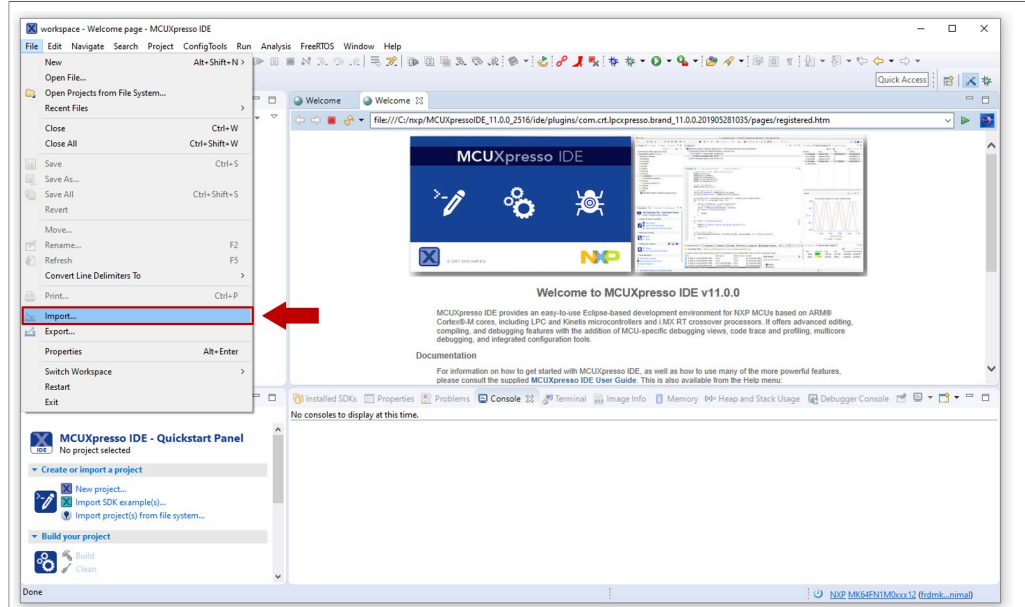 workspace - Welcome page - MCUXpresso IDE
File Edit Navigate Search Project ConfigTools Run Analysis FreeRTOS Window Help
New Alt+Shift+N >
Open File...
Open Projects from File System...
Recent Files >
Close Ctrl+W
Close All Ctrl+Shift+W
Save Ctrl+S
Save As...
Save All Ctrl+Shift+S
Revert
Move...
Rename... F2
Refresh F5
Convert Line Delimiters To >
Print... Ctrl+P
Import...
Export...
Properties Alt+Enter
Switch Workspace >
Restart
Exit
Quick Access
Welcome Welcome
file:///C:/nxp/MCUXpressoIDE_11.0.0_2516/ide/plugins/com.crt.lpcxpresso.brand_11.0.0.201905281035/pages/registered.htm
MCUXpresso IDE
NXP
Welcome to MCUXpresso IDE v11.0.0
MCUXpresso IDE provides an easy-to-use Eclipse-based development environment for NXP MCUs based on ARM®
Cortex®-M cores, including LPC and Kinetis microcontrollers and i.MX RT crossover processors. It offers advanced editing,
compiling, and debugging features with the addition of MCU-specific debugging views, code trace and profiling, multicore
debugging, and integrated configuration tools.
Documentation
For information on how to get started with MCUXpresso IDE, as well as how to use many of the more powerful features,
please consult the supplied MCUXpresso IDE User Guide. This is also available from the Help menu:
Installed SDKs Properties Problems Console Terminal Image Info Memory Heap and Stack Usage Debugger Console
No consoles to display at this time.
IDE
MCUXpresso IDE - Quickstart Panel
No project selected
Create or import a project
New project...
Import SDK example(s)...
Import project(s) from file system...
Build your project
Build
Clean
Done
NXP MK64FN1M0xxx12 (frdmk...nimal)